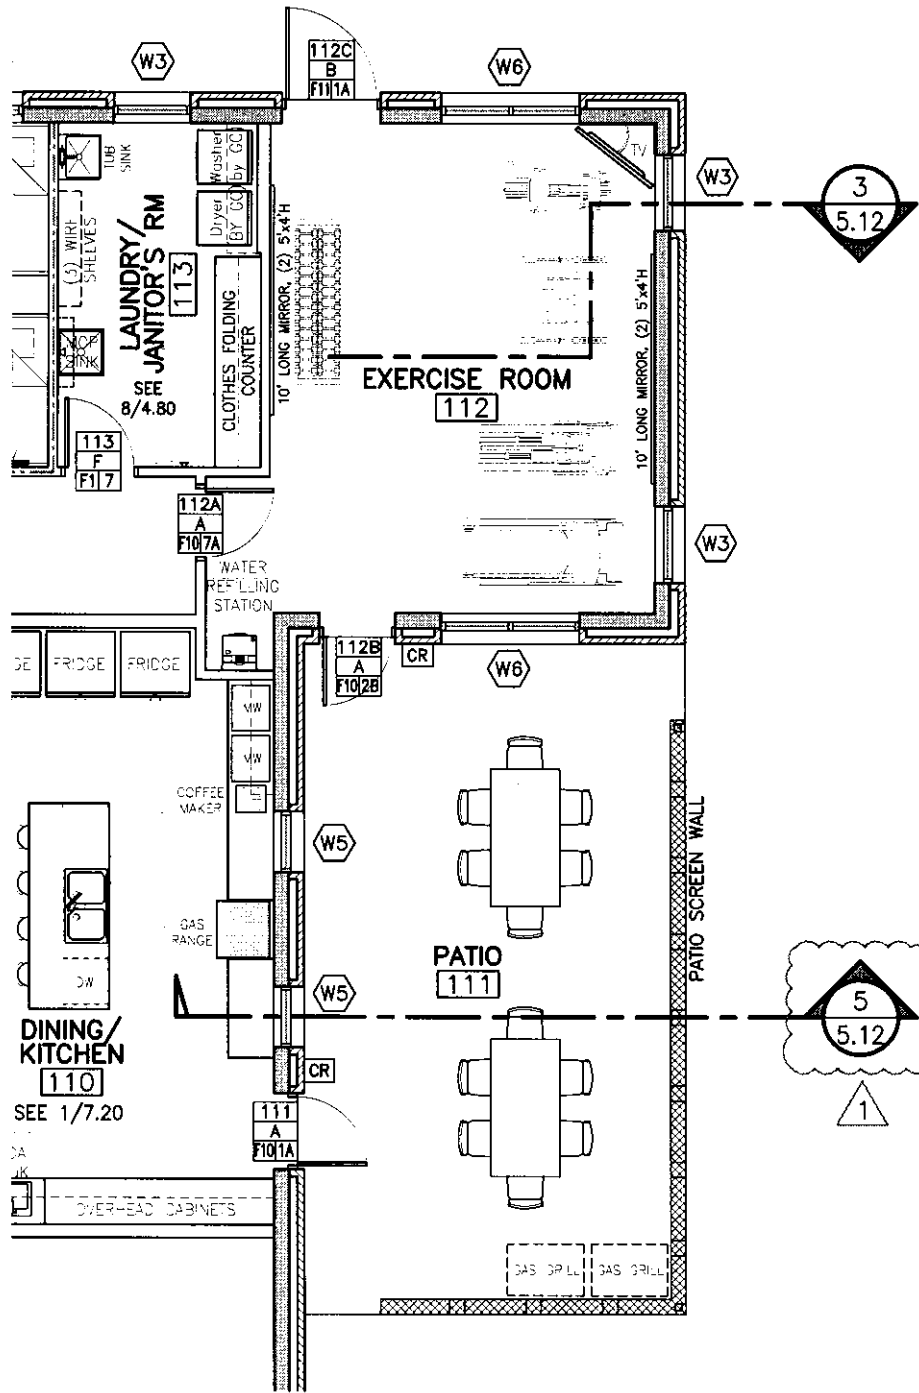 W3
112C
B
F11 1A
W6
TUB
SINK
Washer
by GC
Dryer
BY GC
TV
W3
3
5.12
(3) WIRE
SHELVES
LAUNDRY/
JANITOR'S RM
113
10' LONG MIRROR, (2) 5'x4'H
MOP
SINK
SEE
8/4.80
CLOTHES FOLDING
COUNTER
EXERCISE ROOM
112
10' LONG MIRROR, (2) 5'x4'H
113
F
F1 7
112A
A
F10 7A
W3
WATER
REFILLING
STATION
112B
A
F10 2B
CR
W6
GE
FRIDGE
FRIDGE
MW
MW
COFFEE
MAKER
W5
PATIO SCREEN WALL
GAS
RANGE
PATIO
111
DW
W5
5
5.12
DINING/
KITCHEN
110
SEE 1/7.20
CR
1
111
A
F10 1A
OVERHEAD CABINETS
GAS GRILL
GAS GRILL